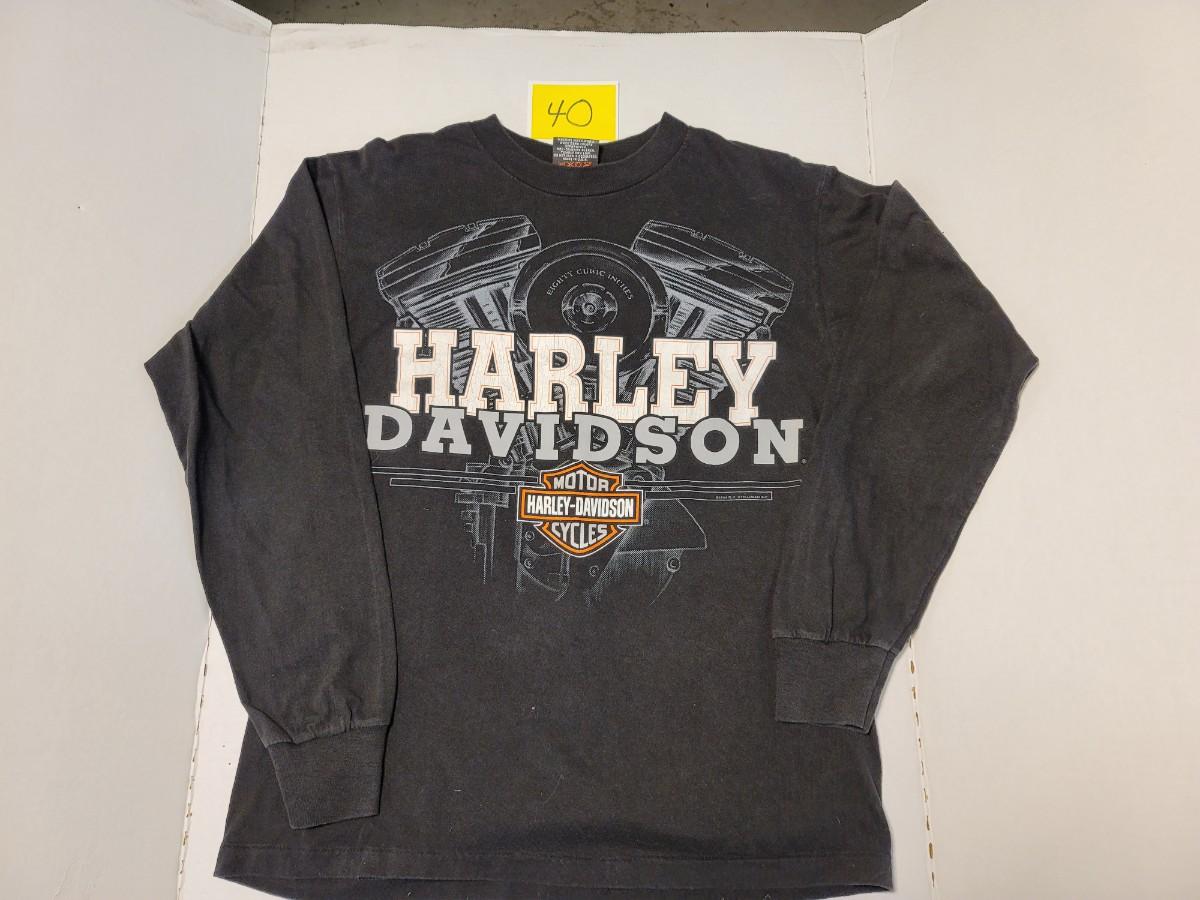 40
EIGHTY CUBIC INCHES
HARLEY
DAVIDSON
MOTOR
HARLEY-DAVIDSON
CYCLES